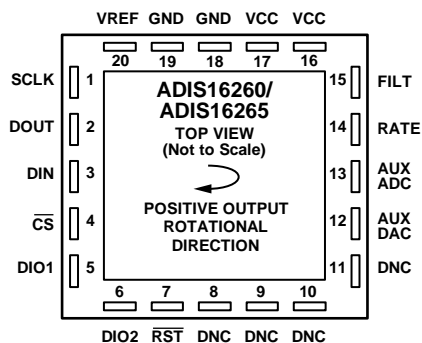 VREF GND GND VCC VCC
20 19 18 17 16
SCLK 1
DOUT 2
DIN 3
CS 4
DIO1 5
ADIS16260/
ADIS16265
TOP VIEW
(Not to Scale)
POSITIVE OUTPUT
ROTATIONAL
DIRECTION
15 FILT
14 RATE
13 AUX
ADC
12 AUX
DAC
11 DNC
6 7 8 9 10
DIO2 RST DNC DNC DNC